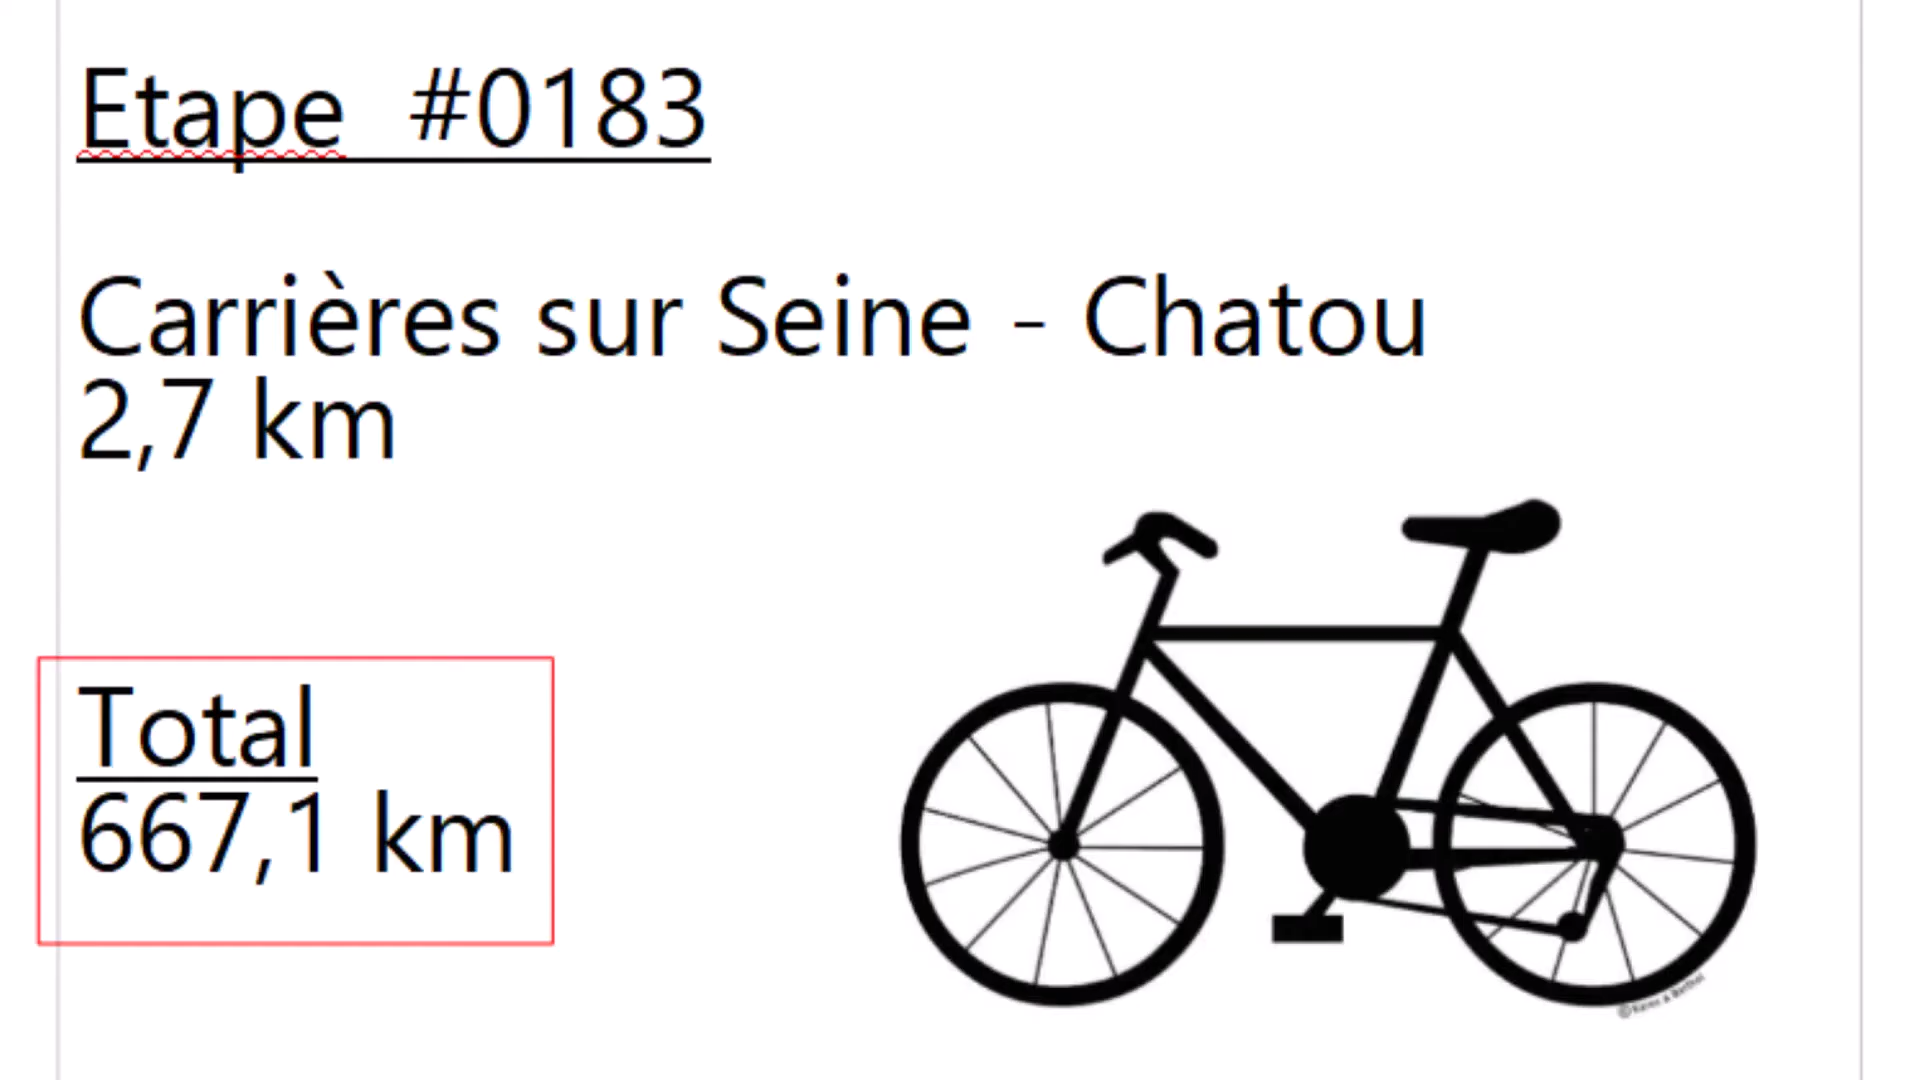 Etape #0183
Carrières sur Seine - Chatou
2,7 km
Total
667,1 km